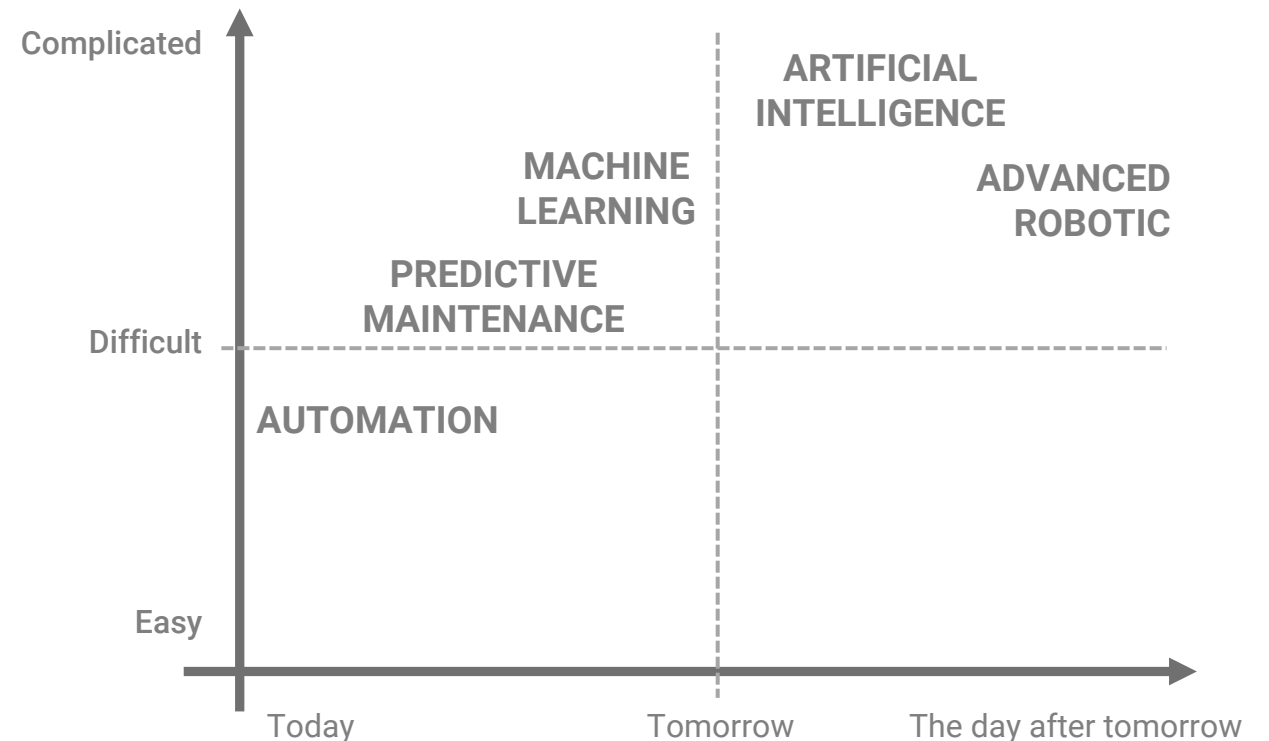 Complicated
ARTIFICIAL
INTELLIGENCE
MACHINE
LEARNING
ADVANCED
ROBOTIC
PREDICTIVE
MAINTENANCE
Difficult
AUTOMATION
Easy
Today
Tomorrow
The day after tomorrow